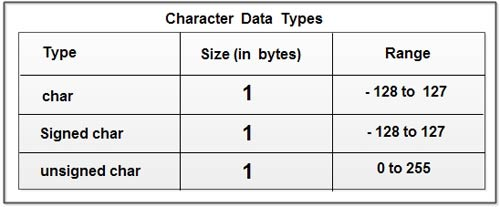 Character Data Types
Type Size (in bytes) Range
char 1 - 128 to 127
Signed char 1 - 128 to 127
unsigned char 1 0 to 255